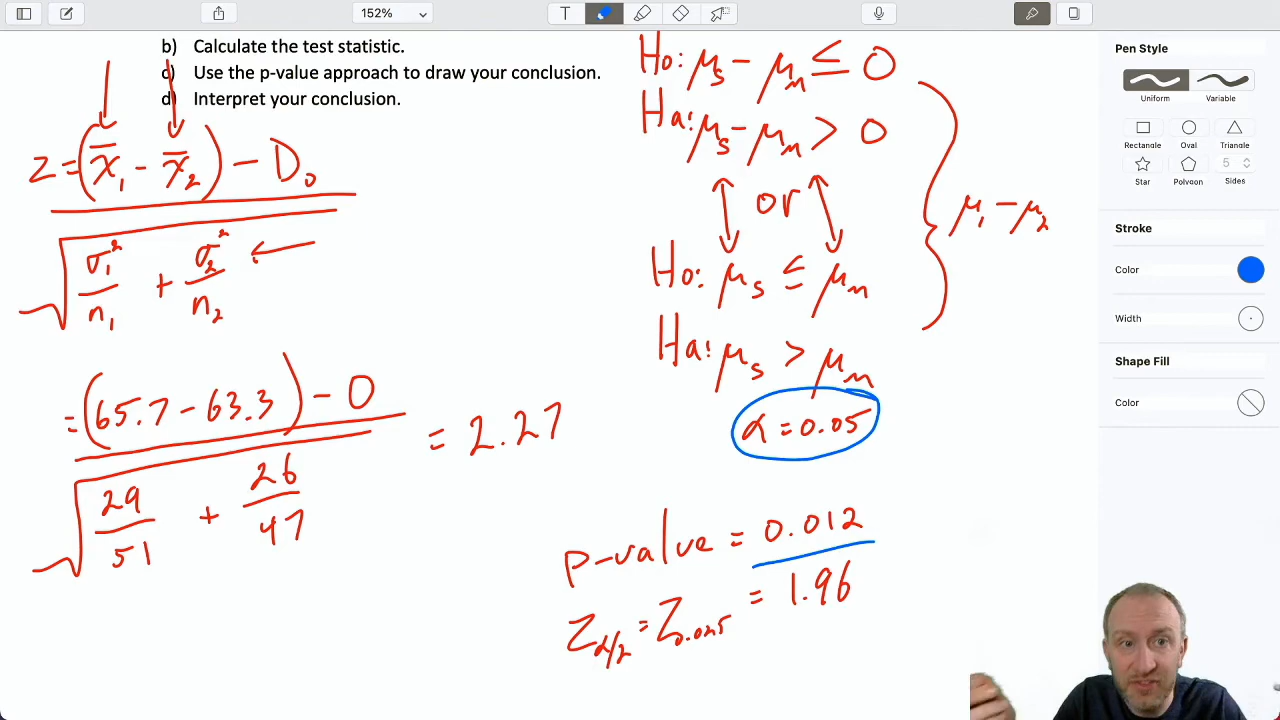 152%
T
b) Calculate the test statistic.
c) Use the p-value approach to draw your conclusion.
d) Interpret your conclusion.
z = (x̄₁ - x̄₂) - D₀
√ σ₁²/n₁ + σ₂²/n₂
= (65.7 - 63.3) - 0
√ 29/51 + 26/47
= 2.27
Ho: μs - μm ≤ 0
Ha: μs - μm > 0
or
Ho: μs ≤ μm
Ha: μs > μm
μ₁ - μ₂
α = 0.05
p-value = 0.012
Zα/2 = Z0.025 = 1.96
Pen Style
Uniform
Variable
Rectangle
Oval
Triangle
Star
Polygon
5
Sides
Stroke
Color
Width
Shape Fill
Color